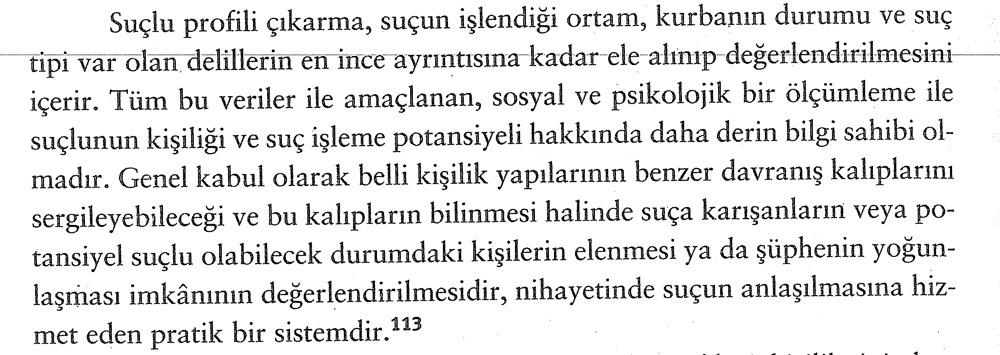 Suçlu profili çıkarma, suçun işlendiği ortam, kurbanın durumu ve suç
tipi var olan delillerin en ince ayrıntısına kadar ele alınıp değerlendirilmesini
içerir. Tüm bu veriler ile amaçlanan, sosyal ve psikolojik bir ölçümleme ile
suçlunun kişiliği ve suç işleme potansiyeli hakkında daha derin bilgi sahibi ol-
madır. Genel kabul olarak belli kişilik yapılarının benzer davranış kalıplarını
sergileyebileceği ve bu kalıpların bilinmesi halinde suça karışanların veya po-
tansiyel suçlu olabilecek durumdaki kişilerin elenmesi ya da şüphenin yoğun-
laşması imkânının değerlendirilmesidir, nihayetinde suçun anlaşılmasına hiz-
met eden pratik bir sistemdir.113